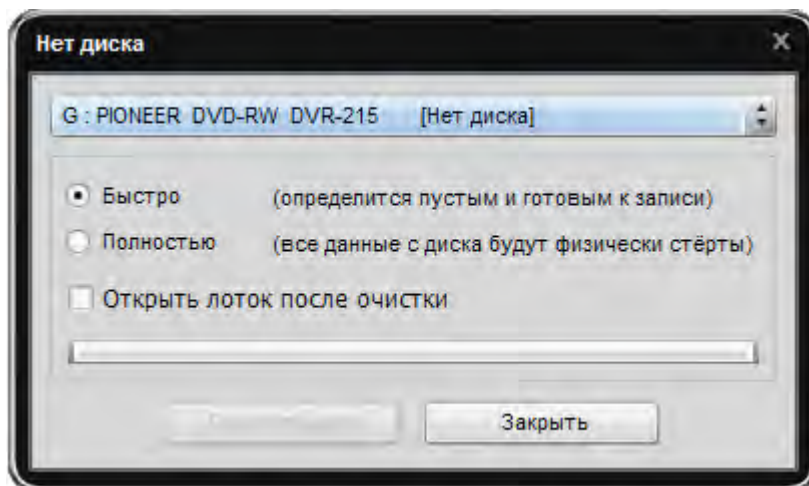 Нет диска
G : PIONEER DVD-RW DVR-215 [Нет диска]
Быстро (определится пустым и готовым к записи)
Полностью (все данные с диска будут физически стёрты)
Открыть лоток после очистки
Закрыть